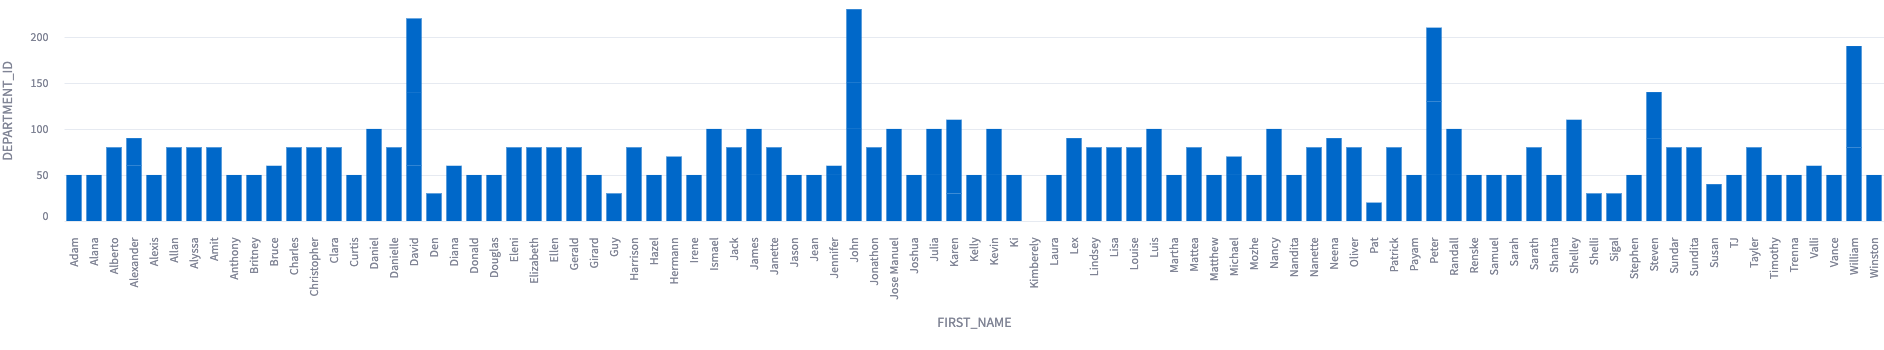 DEPARTMENT_ID
200
150
100
50
0
Adam
Alana
Alberto
Alexander
Alexis
Allan
Alyssa
Amit
Anthony
Britney
Bruce
Charles
Christopher
Clara
Curtis
Daniel
Danielle
David
Den
Diana
Donald
Douglas
Eleni
Elizabeth
Ellen
Gerald
Girard
Guy
Harrison
Hazel
Hermann
Irene
Ismael
Jack
James
Janette
Jason
Jean
Jennifer
John
Jonathon
Jose Manuel
Joshua
Julia
Karen
Kelly
Kevin
Ki
Kimberely
Laura
Lex
Lindsey
Lisa
Louise
Luis
Martha
Mattea
Matthew
Michael
Mozhe
Nancy
Nandita
Nanette
Neena
Oliver
Pat
Patrick
Payam
Peter
Randall
Renske
Samuel
Sarah
Sarath
Shanta
Shelley
Shelli
Sigal
Stephen
Steven
Sundar
Sundita
Susan
TJ
Tayler
Timothy
Trenna
Valli
Vance
William
Winston
FIRST_NAME